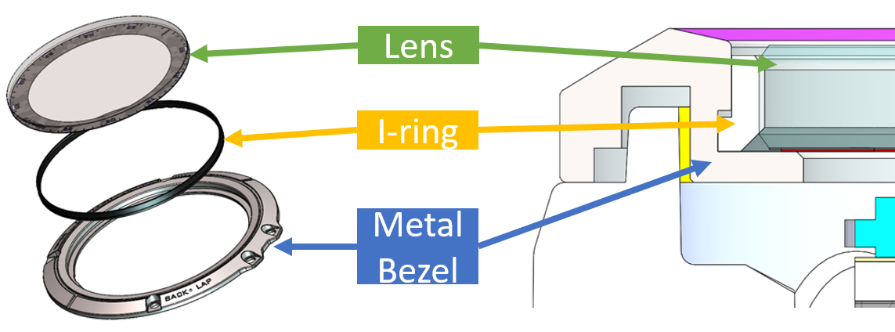 Lens
I-ring
Metal
Bezel
BACK • LAP